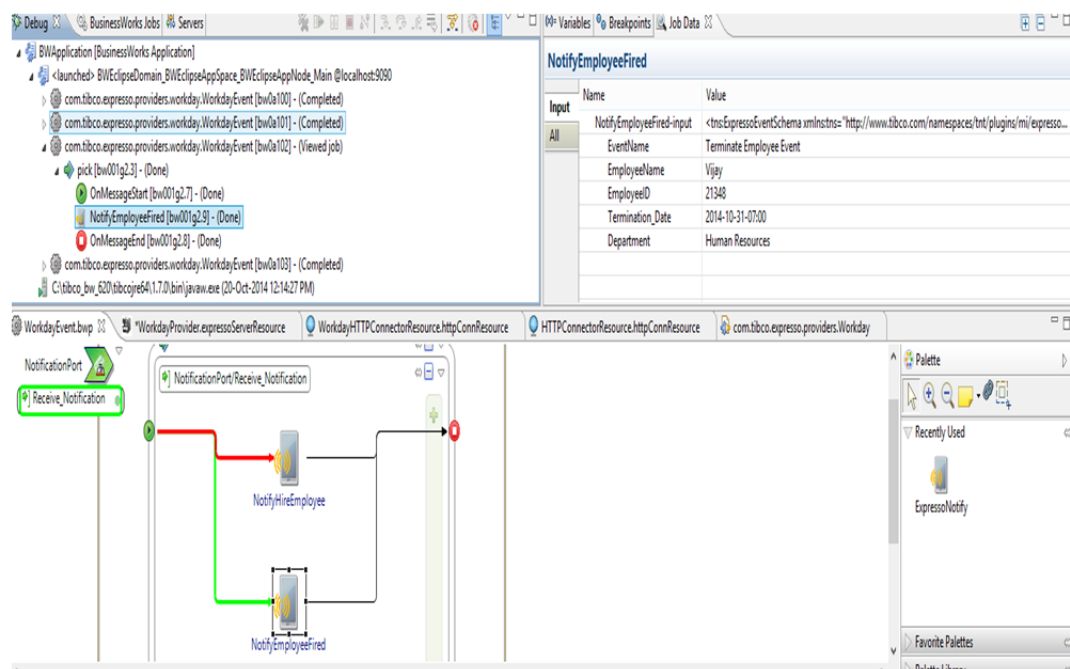 Debug BusinessWorks Jobs Servers
BWApplication [BusinessWorks Application]
<launched> BWEclipseDomain_BWEclipseAppSpace_BWEclipseAppNode_Main @localhost:9090
com.tibco.expresso.providers.workday.WorkdayEvent [bw0a100] - (Completed)
com.tibco.expresso.providers.workday.WorkdayEvent [bw0a101] - (Completed)
com.tibco.expresso.providers.workday.WorkdayEvent [bw0a102] - (Viewed job)
pick [bw001g2.3] - (Done)
OnMessageStart [bw001g2.7] - (Done)
NotifyEmployeeFired [bw001g2.9] - (Done)
OnMessageEnd [bw001g2.8] - (Done)
com.tibco.expresso.providers.workday.WorkdayEvent [bw0a103] - (Completed)
C:\tibco_bw_620\tibcojre64\1.7.0\bin\javaw.exe (20-Oct-2014 12:14:27 PM)
(x)= Variables Breakpoints Job Data
NotifyEmployeeFired
Input
All
Name Value
NotifyEmployeeFired-input <tns:ExpressoEventSchema xmlns:tns="http://www.tibco.com/namespaces/tnt/plugins/mi/expresso...
EventName Terminate Employee Event
EmployeeName Vijay
EmployeeID 21348
Termination_Date 2014-10-31-07:00
Department Human Resources
WorkdayEvent.bwp *WorkdayProvider.expressoServerResource WorkdayHTTPConnectorResource.httpConnResource HTTPConnectorResource.httpConnResource com.tibco.expresso.providers.Workday
NotificationPort
Receive_Notification
NotificationPort/Receive_Notification
NotifyHireEmployee
NotifyEmployeeFired
Palette
Recently Used
ExpressoNotify
Favorite Palettes
Palette Library